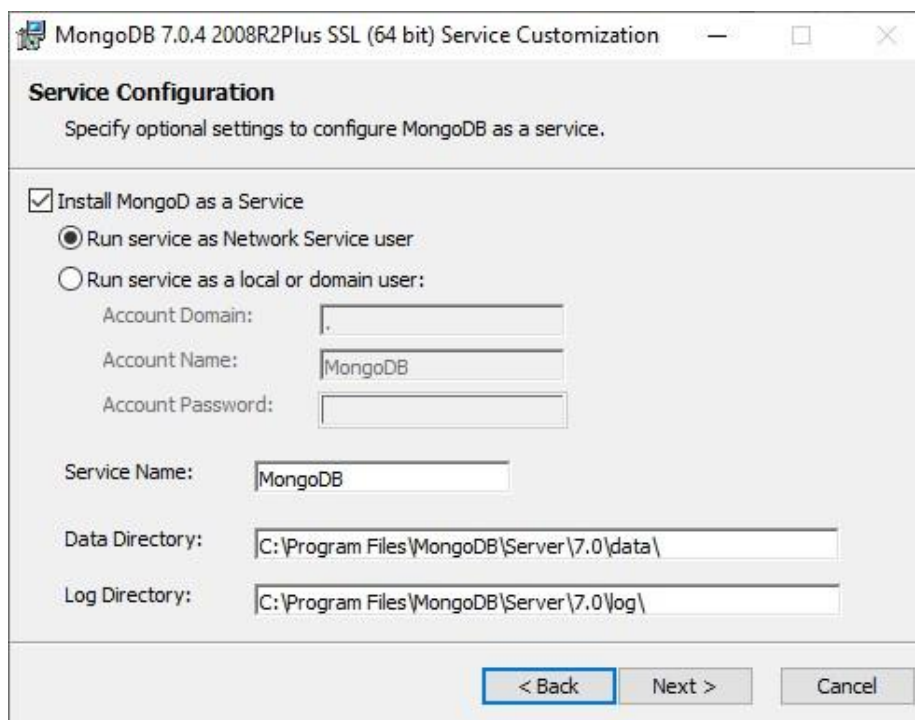 MongoDB 7.0.4 2008R2Plus SSL (64 bit) Service Customization
Service Configuration
Specify optional settings to configure MongoDB as a service.
Install MongoD as a Service
Run service as Network Service user
Run service as a local or domain user:
Account Domain: .
Account Name: MongoDB
Account Password:
Service Name: MongoDB
Data Directory: C:\Program Files\MongoDB\Server\7.0\data\
Log Directory: C:\Program Files\MongoDB\Server\7.0\log\
< Back Next > Cancel